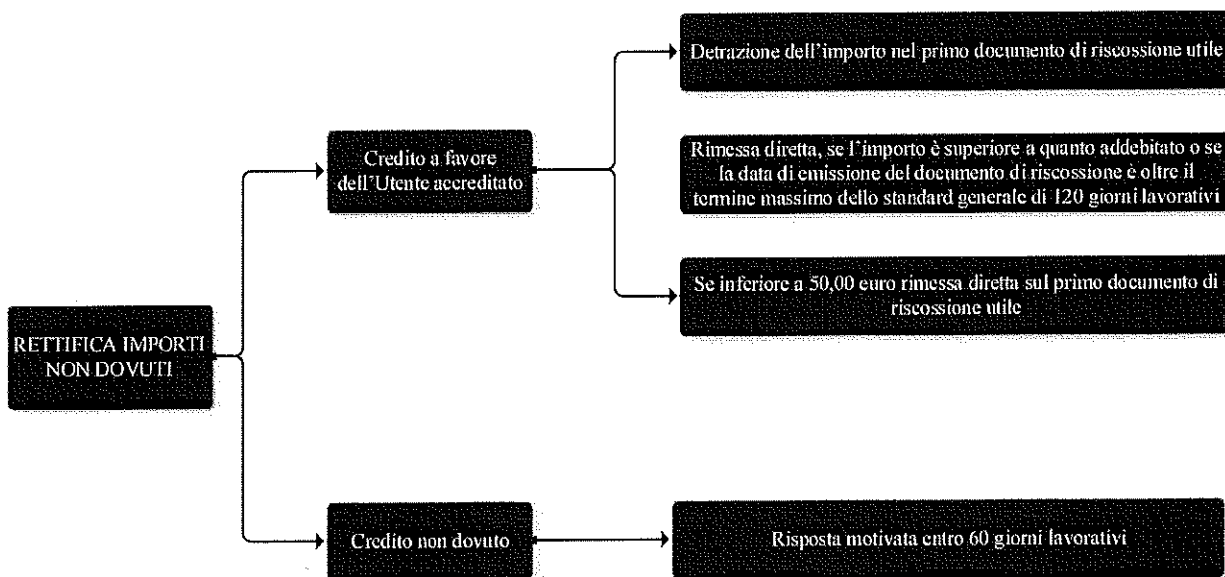 Detrazione dell'importo nel primo documento di riscossione utile
Credito a favore
dell'Utente accreditato
Rimessa diretta, se l'importo è superiore a quanto addebitato o se
la data di emissione del documento di riscossione è oltre il
termine massimo dello standard generale di 120 giorni lavorativi
Se inferiore a 50,00 euro rimessa diretta sul primo documento di
riscossione utile
RETTIFICA IMPORTI
NON DOVUTI
Credito non dovuto
Risposta motivata entro 60 giorni lavorativi